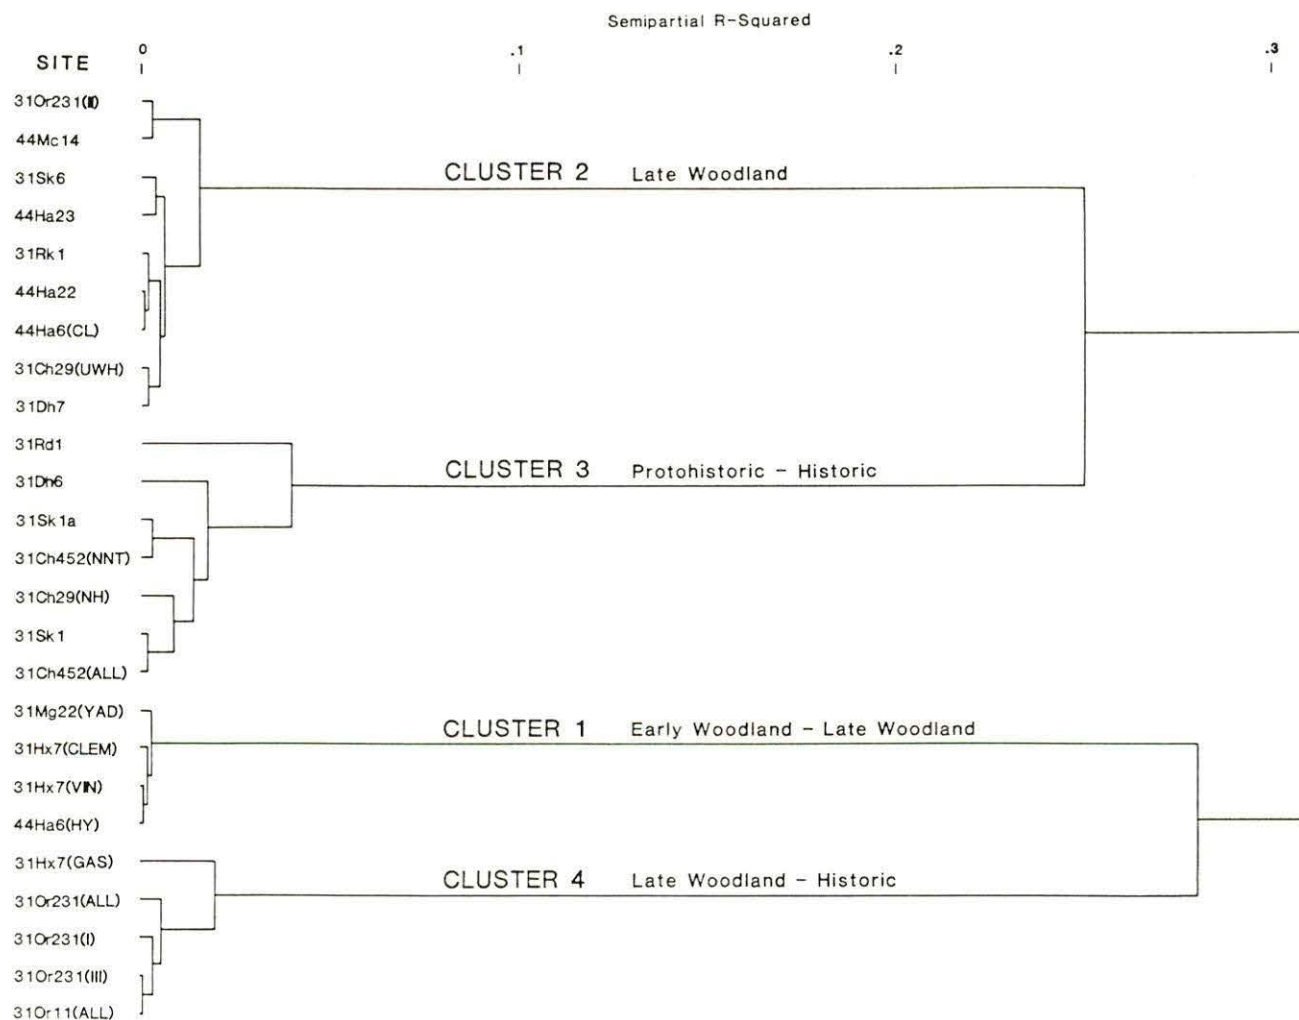 Semipartial R-Squared
0 .1 .2 .3
SITE
31Or231(II)
44Mc14
CLUSTER 2 Late Woodland
31Sk6
44Ha23
31Rk1
44Ha22
44Ha6(CL)
31Ch29(UWH)
31Dh7
31Rd1
CLUSTER 3 Protohistoric - Historic
31Dh6
31Sk1a
31Ch452(NNT)
31Ch29(NH)
31Sk1
31Ch452(ALL)
31Mg22(YAD)
CLUSTER 1 Early Woodland - Late Woodland
31Hx7(CLEM)
31Hx7(VIN)
44Ha6(HY)
31Hx7(GAS)
CLUSTER 4 Late Woodland - Historic
31Or231(ALL)
31Or231(I)
31Or231(III)
31Or11(ALL)